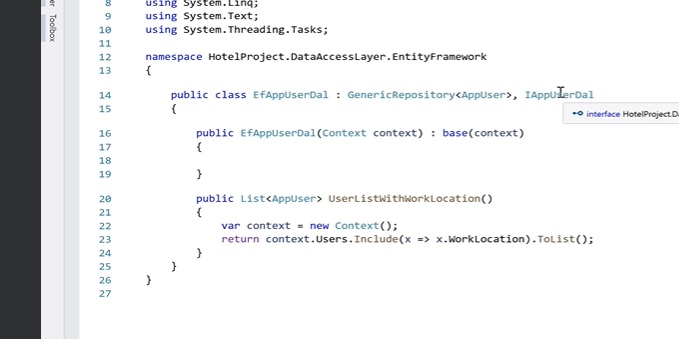 er
Toolbox
8 using System.Linq;
9 using System.Text;
10 using System.Threading.Tasks;
11
12 namespace HotelProject.DataAccessLayer.EntityFramework
13 {
14 public class EfAppUserDal : GenericRepository<AppUser>, IAppUserDal
interface HotelProject.Da
15 {
16 public EfAppUserDal(Context context) : base(context)
17 {
18
19 }
20 public List<AppUser> UserListWithWorkLocation()
21 {
22 var context = new Context();
23 return context.Users.Include(x => x.WorkLocation).ToList();
24 }
25 }
26 }
27